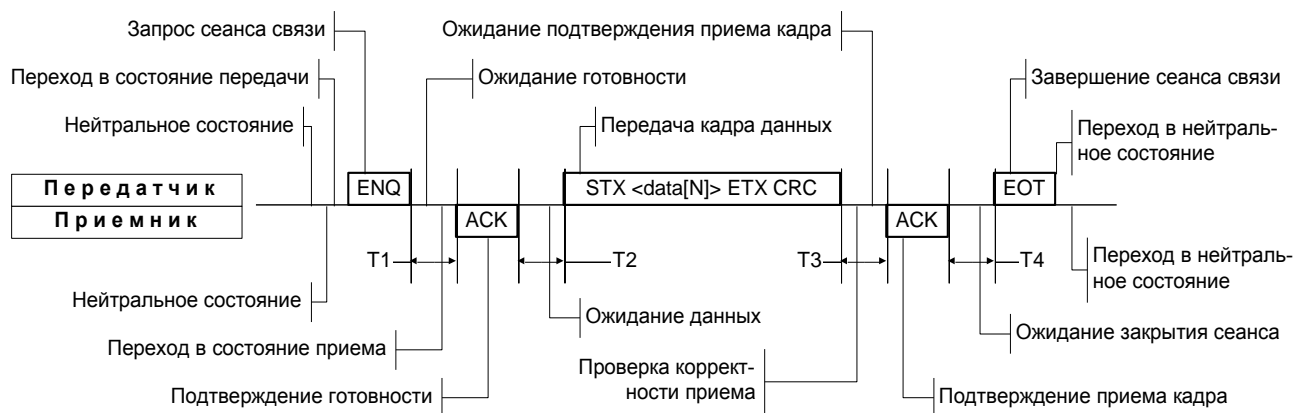 Запрос сеанса связи
Ожидание подтверждения приема кадра
Переход в состояние передачи
Ожидание готовности
Завершение сеанса связи
Нейтральное состояние
Передача кадра данных
Переход в нейтраль-
ное состояние
Передатчик
ENQ
STX <data[N]> ETX CRC
EOT
Приемник
ACK
ACK
T1
T2
T3
T4
Переход в нейтраль-
ное состояние
Нейтральное состояние
Ожидание данных
Ожидание закрытия сеанса
Переход в состояние приема
Проверка коррект-
ности приема
Подтверждение готовности
Подтверждение приема кадра